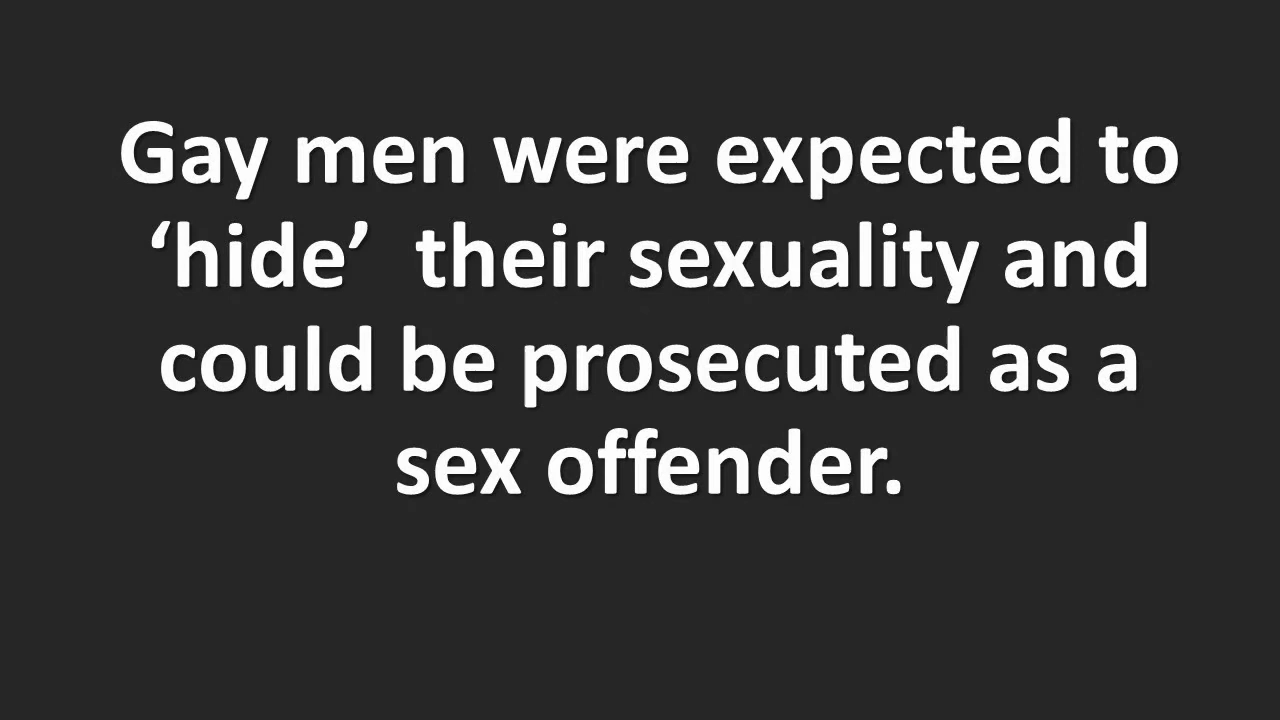 Gay men were expected to
‘hide’  their sexuality and
could be prosecuted as a
sex offender.